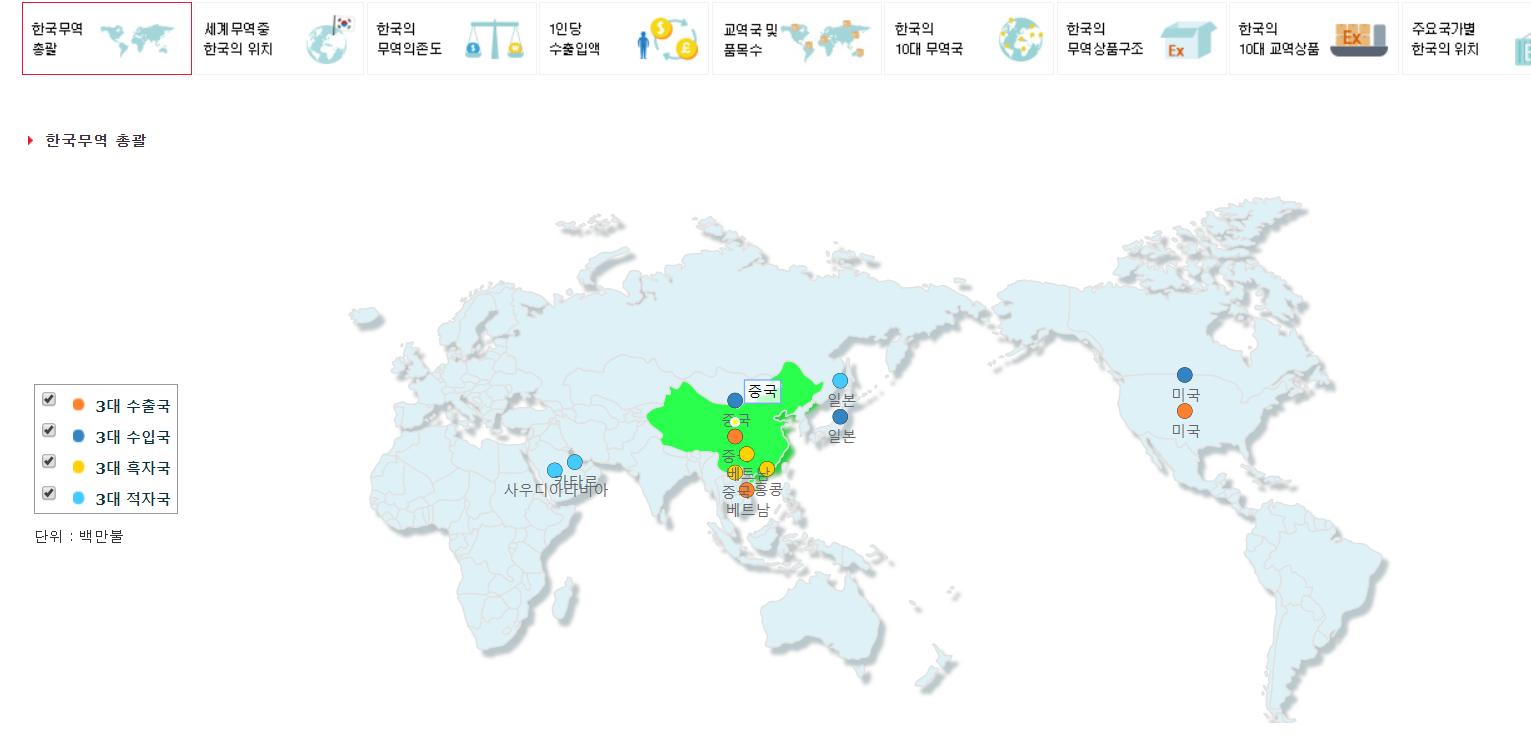 한국무역
총괄
세계무역중
한국의 위치
한국의
무역의존도
1인당
수출입액
교역국 및
품목수
한국의
10대 무역국
한국의
무역상품구조
Ex
한국의
10대 교역상품
Ex
주요국가별
한국의 위치
한국무역 총괄
3대 수출국
3대 수입국
3대 흑자국
3대 적자국
단위 : 백만불
중국
중국
일본
일본
미국
미국
베트남
카타르
사우디아라비아
중국
홍콩
베트남